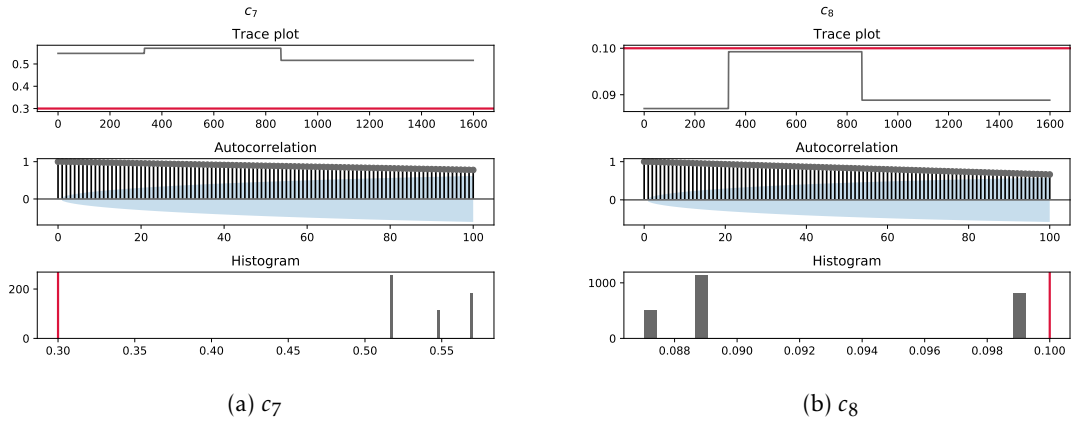 c7
Trace plot
0.5
0.4
0.3
0 200 400 600 800 1000 1200 1400 1600
Autocorrelation
1
0
0 20 40 60 80 100
Histogram
200
0
0.30 0.35 0.40 0.45 0.50 0.55
(a) c7
c8
Trace plot
0.10
0.09
0 200 400 600 800 1000 1200 1400 1600
Autocorrelation
1
0
0 20 40 60 80 100
Histogram
1000
0
0.088 0.090 0.092 0.094 0.096 0.098 0.100
(b) c8